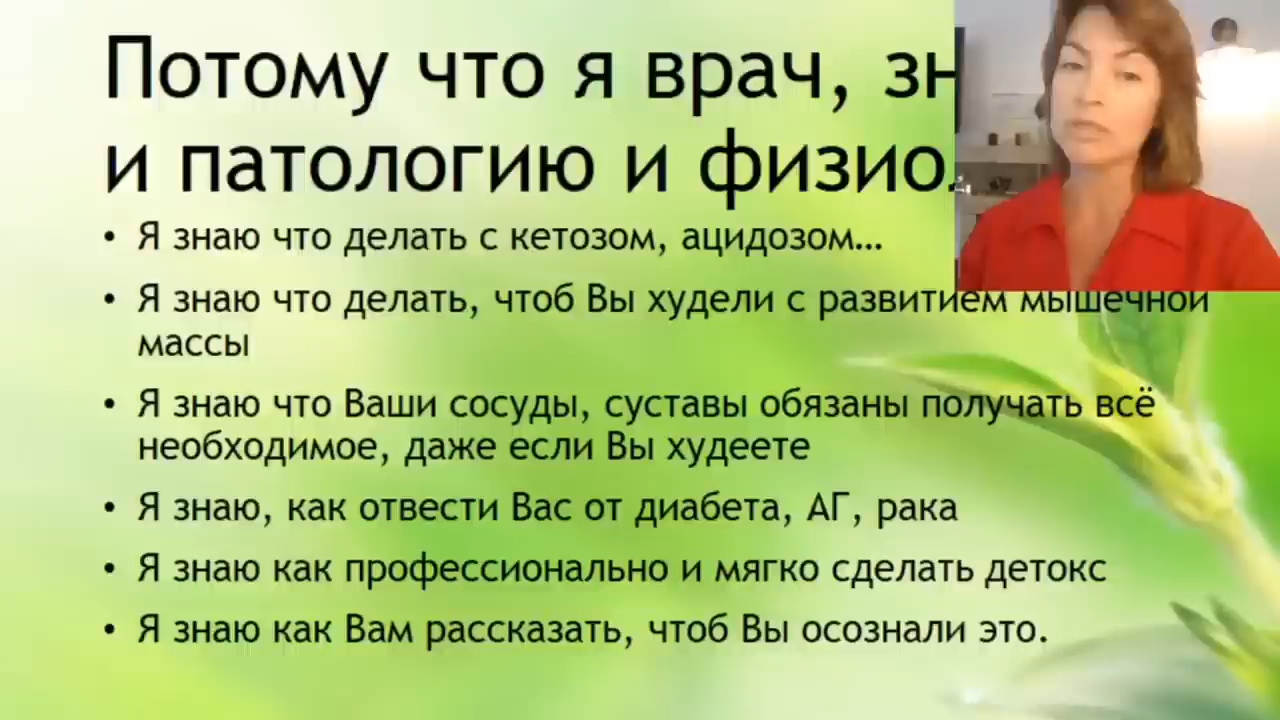 Потому что я врач,
и патологию и
• Я знаю что делать с кетозом, ацидозом…
• Я знаю что делать, чтоб Вы худели с развитием мышечной
массы
• Я знаю что Ваши сосуды, суставы обязаны получать всё
необходимое, даже если Вы худеете
• Я знаю, как отвести Вас от диабета, АГ, рака
• Я знаю как профессионально и мягко сделать детокс
• Я знаю как Вам рассказать, чтоб Вы осознали это.